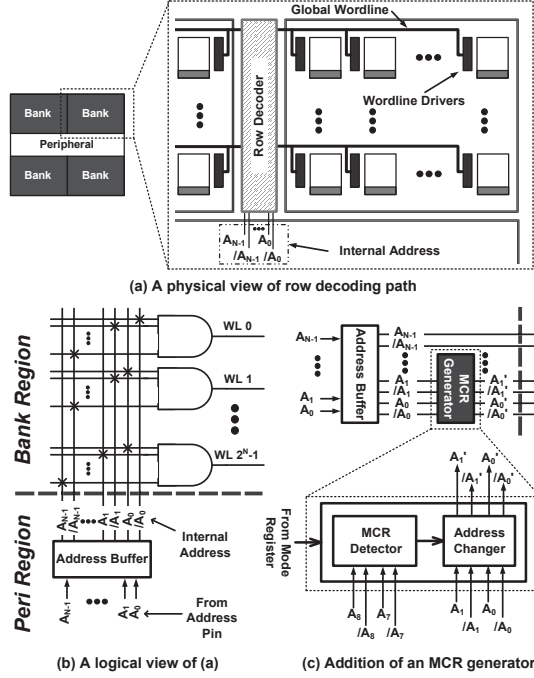 Global Wordline
Bank
Bank
Peripheral
Bank
Bank
Row Decoder
Wordline Drivers
A_N-1
A_0
/A_N-1
/A_0
Internal Address
(a) A physical view of row decoding path
Bank Region
WL 0
WL 1
WL 2^N-1
Peri Region
A_N-1
/A_N-1
A_1
/A_1
A_0
/A_0
Internal
Address
Address Buffer
A_N-1
A_1
A_0
From
Address
Pin
(b) A logical view of (a)
A_N-1
A_1
A_0
Address Buffer
A_N-1
/A_N-1
A_1
/A_1
A_0
/A_0
MCR
Generator
A_1'
/A_1'
A_0'
/A_0'
A_1'
/A_1'
A_0'
/A_0'
From Mode
Register
MCR
Detector
Address
Changer
A_8
/A_8
A_7
/A_7
A_1
/A_1
A_0
/A_0
(c) Addition of an MCR generator